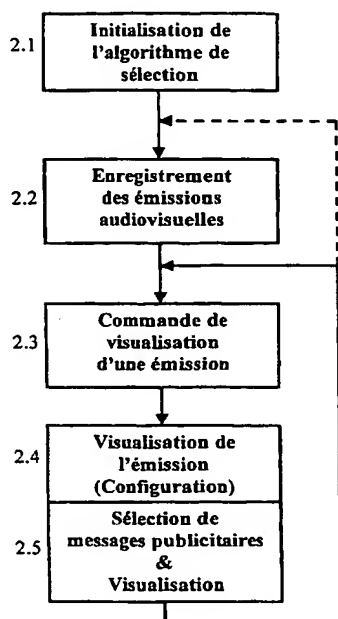 2.1
Initialisation de
l'algorithme de
sélection
2.2
Enregistrement
des émissions
audiovisuelles
2.3
Commande de
visualisation
d'une émission
2.4
Visualisation de
l'émission
(Configuration)
2.5
Sélection de
messages publicitaires
&
Visualisation